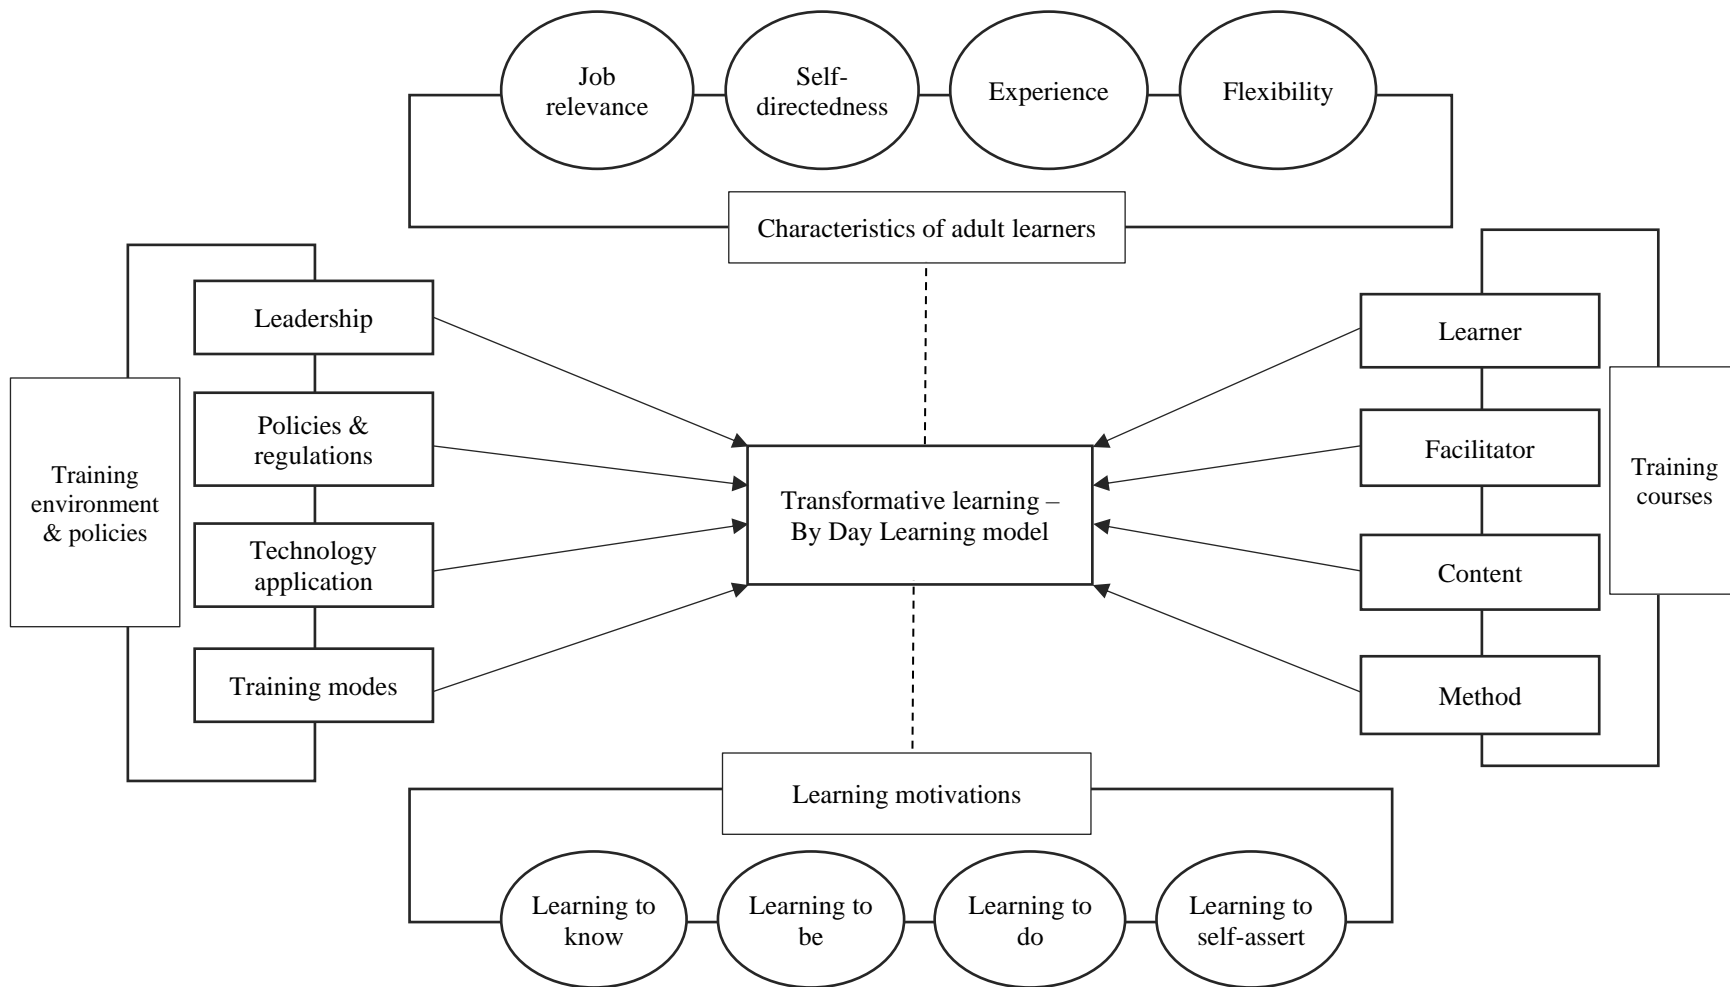 Job
relevance
Self-
directedness
Experience
Flexibility
Characteristics of adult learners
Leadership
Policies &
regulations
Technology
application
Training modes
Training
environment
& policies
Transformative learning –
By Day Learning model
Learner
Facilitator
Content
Method
Training
courses
Learning motivations
Learning to
know
Learning to
be
Learning to
do
Learning to
self-assert